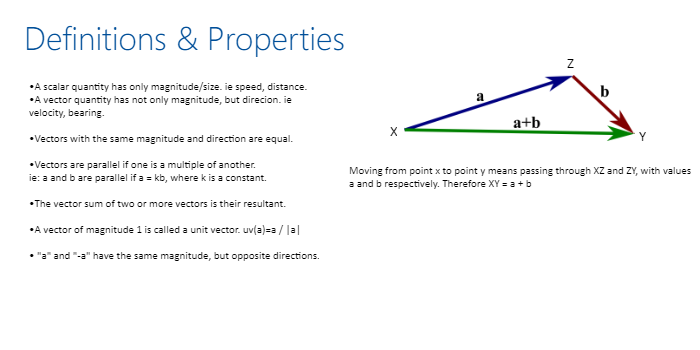 Definitions & Properties
•A scalar quantity has only magnitude/size. ie speed, distance.
•A vector quantity has not only magnitude, but direcion. ie
velocity, bearing.
•Vectors with the same magnitude and direction are equal.
•Vectors are parallel if one is a multiple of another.
ie: a and b are parallel if a = kb, where k is a constant.
•The vector sum of two or more vectors is their resultant.
•A vector of magnitude 1 is called a unit vector. uv(a)=a / |a|
• "a" and "-a" have the same magnitude, but opposite directions.
Z
a
b
a+b
X
Y
Moving from point x to point y means passing through XZ and ZY, with values
a and b respectively. Therefore XY = a + b